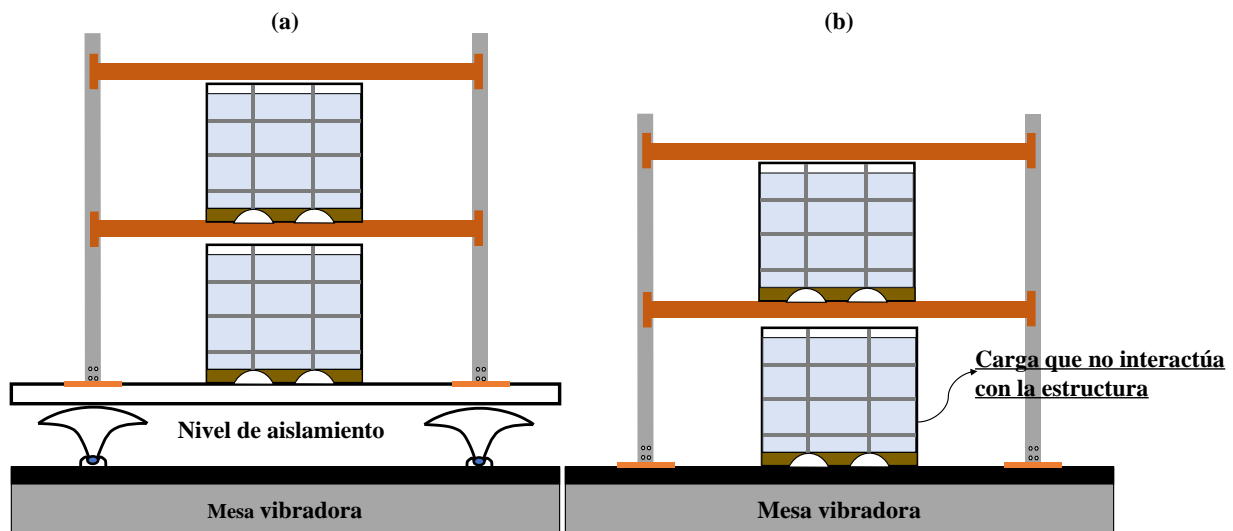 (a)
(b)
Nivel de aislamiento
Mesa vibradora
Carga que no interactúa
con la estructura
Mesa vibradora